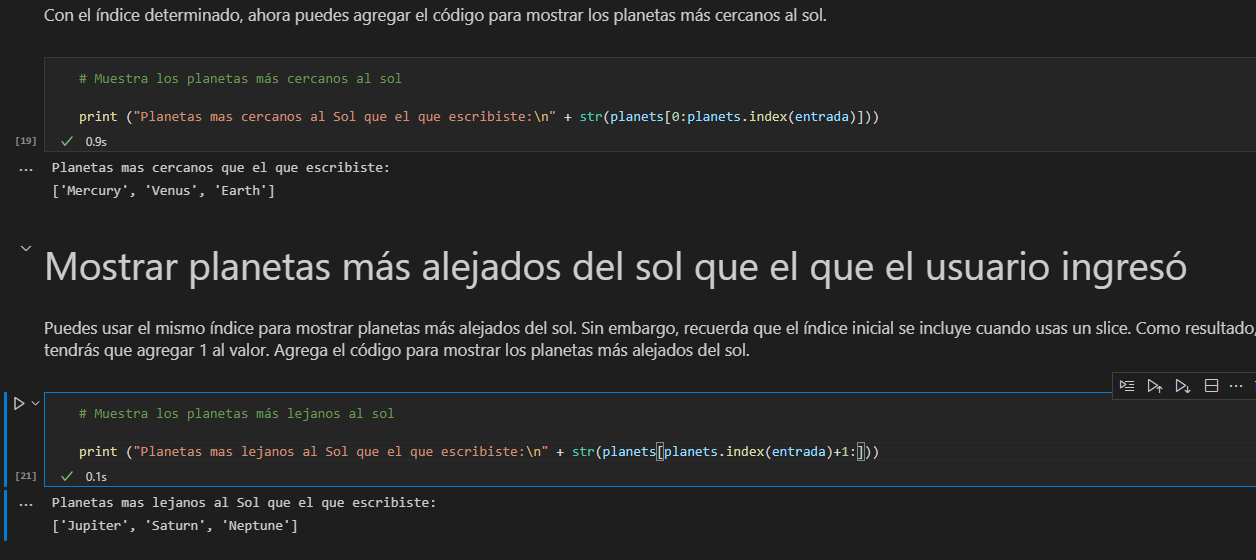 Con el índice determinado, ahora puedes agregar el código para mostrar los planetas más cercanos al sol.
# Muestra los planetas más cercanos al sol
print ("Planetas mas cercanos al Sol que el que escribiste:\n" + str(planets[0:planets.index(entrada)]))
[19]
0.9s
... Planetas mas cercanos que el que escribiste:
['Mercury', 'Venus', 'Earth']
Mostrar planetas más alejados del sol que el que el usuario ingresó
Puedes usar el mismo índice para mostrar planetas más alejados del sol. Sin embargo, recuerda que el índice inicial se incluye cuando usas un slice. Como resultado,
tendrás que agregar 1 al valor. Agrega el código para mostrar los planetas más alejados del sol.
# Muestra los planetas más lejanos al sol
print ("Planetas mas lejanos al Sol que el que escribiste:\n" + str(planets[planets.index(entrada)+1:]))
[21]
0.1s
... Planetas mas lejanos al Sol que el que escribiste:
['Jupiter', 'Saturn', 'Neptune']